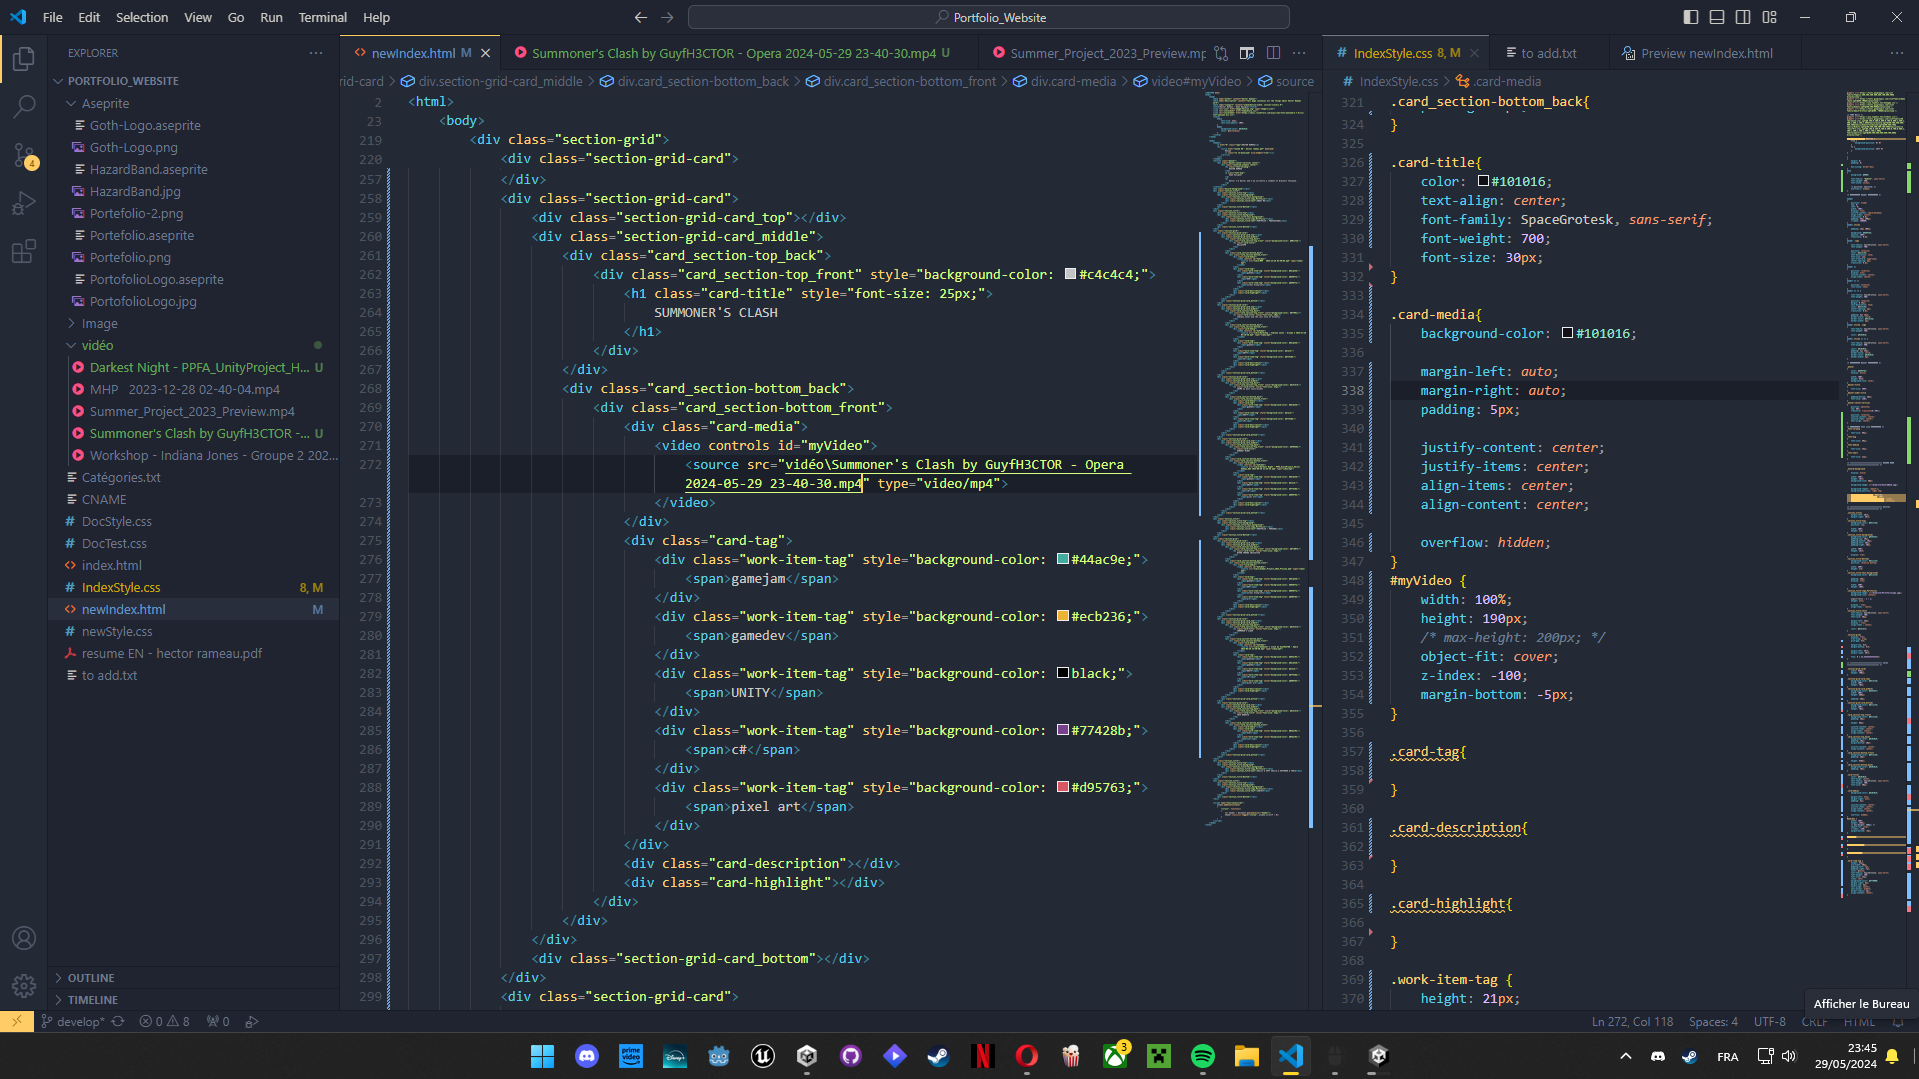 File Edit Selection View Go Run Terminal Help
Portfolio_Website
EXPLORER
PORTFOLIO_WEBSITE
Aseprite
Goth-Logo.aseprite
Goth-Logo.png
HazardBand.aseprite
HazardBand.jpg
Portefolio-2.png
Portefolio.aseprite
Portefolio.png
PortofolioLogo.aseprite
PortofolioLogo.jpg
Image
vidéo
Darkest Night - PPFA_UnityProject_H... U
MHP 2023-12-28 02-40-04.mp4
Summer_Project_2023_Preview.mp4
Summoner's Clash by GuyfH3CTOR -... U
Workshop - Indiana Jones - Groupe 2 202...
Catégories.txt
CNAME
DocStyle.css
DocTest.css
index.html
IndexStyle.css 8, M
newIndex.html M
newStyle.css
resume EN - hector rameau.pdf
to add.txt
OUTLINE
TIMELINE
4
newIndex.html M
Summoner's Clash by GuyfH3CTOR - Opera 2024-05-29 23-40-30.mp4 U
Summer_Project_2023_Preview.mp
rid-card > div.section-grid-card_middle > div.card_section-bottom_back > div.card_section-bottom_front > div.card-media > video#myVideo > source
2 <html>
23 <body>
219 <div class="section-grid">
220 <div class="section-grid-card">
257 </div>
258 <div class="section-grid-card">
259 <div class="section-grid-card_top"></div>
260 <div class="section-grid-card_middle">
261 <div class="card_section-top_back">
262 <div class="card_section-top_front" style="background-color: #c4c4c4;">
263 <h1 class="card-title" style="font-size: 25px;">
264 SUMMONER'S CLASH
265 </h1>
266 </div>
267 </div>
268 <div class="card_section-bottom_back">
269 <div class="card_section-bottom_front">
270 <div class="card-media">
271 <video controls id="myVideo">
272 <source src="vidéo\Summoner's Clash by GuyfH3CTOR - Opera
2024-05-29 23-40-30.mp4" type="video/mp4">
273 </video>
274 </div>
275 <div class="card-tag">
276 <div class="work-item-tag" style="background-color: #44ac9e;">
277 <span>gamejam</span>
278 </div>
279 <div class="work-item-tag" style="background-color: #ecb236;">
280 <span>gamedev</span>
281 </div>
282 <div class="work-item-tag" style="background-color: black;">
283 <span>UNITY</span>
284 </div>
285 <div class="work-item-tag" style="background-color: #77428b;">
286 <span>c#</span>
287 </div>
288 <div class="work-item-tag" style="background-color: #d95763;">
289 <span>pixel art</span>
290 </div>
291 </div>
292 <div class="card-description"></div>
293 <div class="card-highlight"></div>
294 </div>
295 </div>
296 </div>
297 <div class="section-grid-card_bottom"></div>
298 </div>
299 <div class="section-grid-card">
IndexStyle.css 8, M
to add.txt
Preview newIndex.html
IndexStyle.css > .card-media
321 .card_section-bottom_back{
324 }
325
326 .card-title{
327 color: #101016;
328 text-align: center;
329 font-family: SpaceGrotesk, sans-serif;
330 font-weight: 700;
331 font-size: 30px;
332 }
333
334 .card-media{
335 background-color: #101016;
336
337 margin-left: auto;
338 margin-right: auto;
339 padding: 5px;
340
341 justify-content: center;
342 justify-items: center;
343 align-items: center;
344 align-content: center;
345
346 overflow: hidden;
347 }
348 #myVideo {
349 width: 100%;
350 height: 190px;
351 /* max-height: 200px; */
352 object-fit: cover;
353 z-index: -100;
354 margin-bottom: -5px;
355 }
356
357 .card-tag{
358
359 }
360
361 .card-description{
362
363 }
364
365 .card-highlight{
366
367 }
368
369 .work-item-tag {
370 height: 21px;
Afficher le Bureau
develop* 0 8 0
Ln 272, Col 118 Spaces: 4 UTF-8 CRLF HTML
prime video
Disney+
3
FRA
23:45
29/05/2024